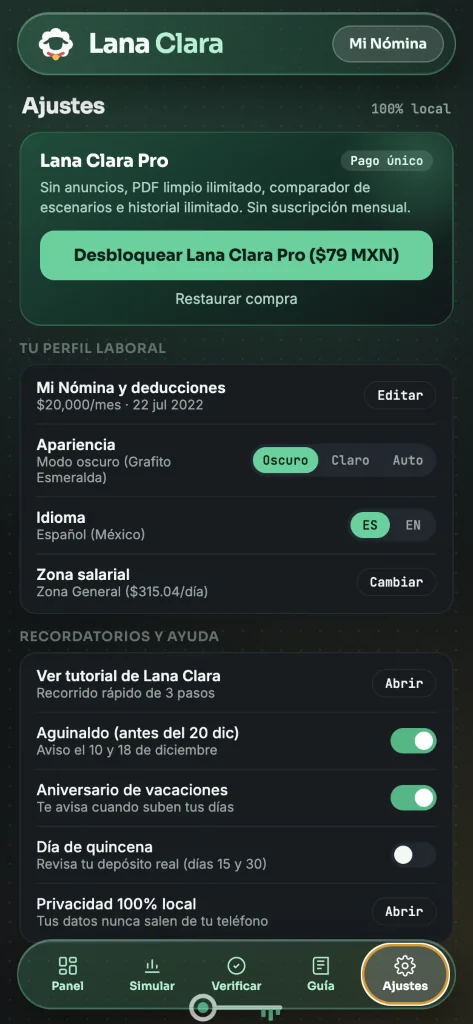 Lana Clara
Mi Nómina
Ajustes
100% local
Lana Clara Pro
Pago único
Sin anuncios, PDF limpio ilimitado, comparador de
escenarios e historial ilimitado. Sin suscripción mensual.
Desbloquear Lana Clara Pro ($79 MXN)
Restaurar compra
TU PERFIL LABORAL
Mi Nómina y deducciones
$20,000/mes · 22 jul 2022
Editar
Apariencia
Modo oscuro (Grafito
Esmeralda)
Oscuro
Claro
Auto
Idioma
Español (México)
ES
EN
Zona salarial
Zona General ($315.04/día)
Cambiar
RECORDATORIOS Y AYUDA
Ver tutorial de Lana Clara
Recorrido rápido de 3 pasos
Abrir
Aguinaldo (antes del 20 dic)
Aviso el 10 y 18 de diciembre
Aniversario de vacaciones
Te avisa cuando suben tus días
Día de quincena
Revisa tu depósito real (días 15 y 30)
Privacidad 100% local
Tus datos nunca salen de tu teléfono
Abrir
Panel
Simular
Verificar
Guía
Ajustes